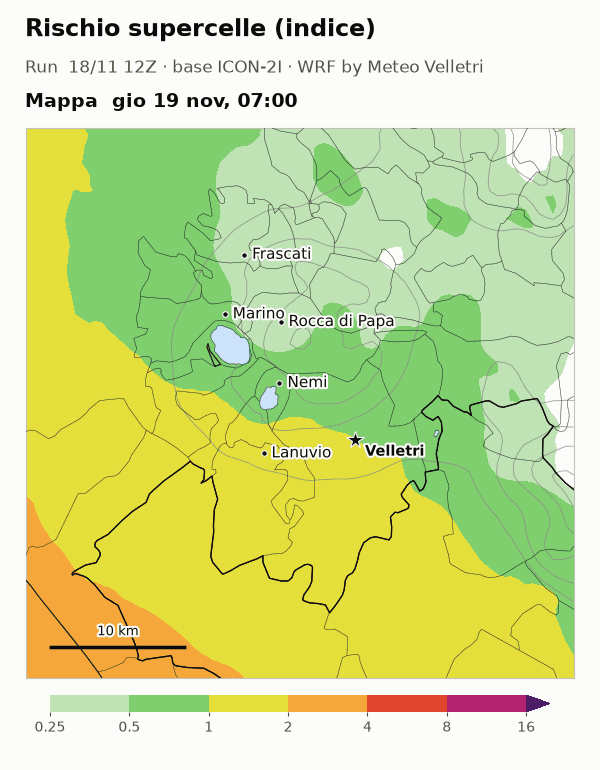 Rischio supercelle (indice)
Run  18/11 12Z · base ICON-2I · WRF by Meteo Velletri
Mappa  gio 19 nov, 07:00
Frascati
Marino
Rocca di Papa
Nemi
Velletri
Lanuvio
10 km
0.25 0.5 1 2 4 8 16